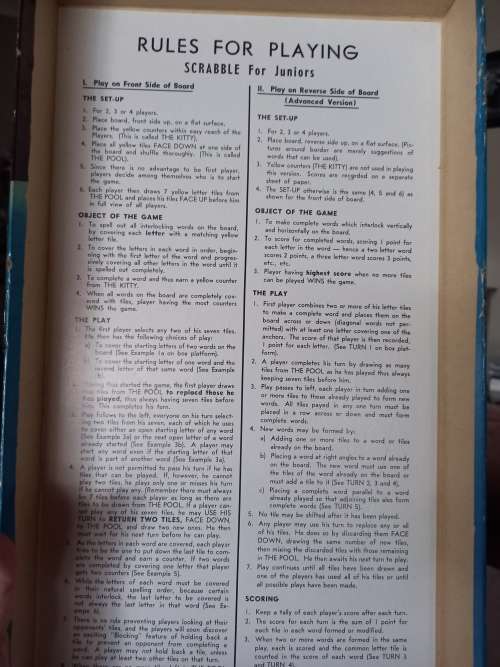 RULES FOR PLAYING
SCRABBLE For Juniors
I. Play on Front Side of Board
THE SET-UP
1. For 2, 3 or 4 players.
2. Place board, front side up, on a flat surface.
3. Place the yellow counters within easy reach of the
Players. (This is called THE KITTY).
4. Place all yellow tiles FACE DOWN at one side of
the board and shuffle thoroughly. (This is called
THE POOL).
5. Since there is no advantage to be first player,
players decide among themselves who is to start
the game.
6. Each player then draws 7 yellow letter tiles from
THE POOL and places his tiles FACE UP before him
in full view of all players.
OBJECT OF THE GAME
1. To spell out all interlocking words on the board,
by covering each letter with a matching yellow
letter tile.
2. To cover the letters in each word in order, begin-
ning with the first letter of the word and progres-
sively covering all other letters in the word until it
is spelled out completely.
3. To complete a word and thus earn a yellow counter
from THE KITTY.
4. When all words on the board are completely cov-
ered with tiles, player having the most counters
WINS the game.
THE PLAY
1. The first player selects any two of his seven tiles.
He then has the following choices of play:
a) To cover the starting letters of two words on the
board (See Example 1a on box platform).
To cover the starting letter of one word and the
second letter of that same word (See Example
started the game, the first player draws
tiles from THE POOL, to replace those he
has played, thus always having seven tiles before
him. This completes his turn.
Play follows to the left, everyone on his turn select-
ing two tiles from his seven, each of which he uses
to cover either an open starting letter of any word
(See Example 3a) or the next open letter of a word
already started (See Example 3b). A player may
start any word even if the starting letter of that
word is part of another word (See Example
A player is not permitted to pass his turn if he has
tiles that can be played. If, however, he cannot
play two tiles, he plays only one or misses his turn
if he cannot play any. (Remember there must always
be 7 tiles before each player as long as there are
tiles to be drawn from THE POOL. If a player can-
not play any of his seven tiles, he may USE HIS
TURN to RETURN TWO TILES, FACE DOWN,
to THE POOL and draw two new ones. He then
must wait for his next turn before he can play.
As the letters in each word are covered, each player
tries to be the one to put down the last tile to com-
plete the word and earn a counter. If two words
are completed by covering one letter that player
gets two counters (See Example 5).
While the letters of each word must be covered
in their natural spelling order, because certain
words interlock, the last letter to be covered is
not always the last letter in that word (See Ex-
There is no rule preventing players looking at their
opponents' tiles, and the players will soon discover
an exciting "Blocking" feature of holding back a
tile to prevent an opponent from completing a
word. A player may not hold back a tile, unless
he can play at least two other tiles on that turn.
II. Play on Reverse Side of Board
(Advanced Version)
THE SET-UP
1. For 2, 3 or 4 players.
2. Place board, reverse side up, on a flat surface. (Pic-
tures around border are merely suggestions of
words that can be used).
3. Yellow counters (THE KITTY) are not used in playing
this version. Scores are recorded on a separate
sheet of paper.
4. The SET-UP otherwise is the same (4, 5 and 6) as
shown for the front side of board.
OBJECT OF THE GAME
1. To make complete words which interlock vertically
and horizontally on the board.
2. To score for completed words, scoring 1 point for
each letter in the word — hence a two letter word
scores 2 points, a three letter word scores 3 points,
etc., etc.
3. Player having highest score when no more tiles
can be played WINS the game.
THE PLAY
1. First player combines two or more of his letter tiles
to make a complete word and places them on the
board across or down (diagonal words not per-
mitted) with at least one letter covering one of the
anchors. The score of that player is then recorded,
1 point for each letter. (See TURN 1 on box plat-
form).
2. A player completes his turn by drawing as many
tiles from THE POOL as he has played thus always
keeping seven tiles before him.
3. Play passes to left, each player in turn adding one
or more tiles to those already played to form new
words. All tiles played in any one turn must be
placed in a row across or down and must form
complete words.
4. New words may be formed by:
a) Adding one or more tiles to a word or tiles
already on the board.
b) Placing a word at right angles to a word already
on the board. The new word must use one of
the tiles of the word already on the board or
must add a tile to it (See TURN 2, 3 and 4).
c) Placing a complete word parallel to a word
already played so that adjoining tiles also form
complete words (See TURN 5).
5. No tile may be shifted after it has been played.
6. Any player may use his turn to replace any or all
of his tiles. He does so by discarding them FACE
DOWN, drawing the same number of new tiles,
then mixing the discarded tiles with those remaining
in THE POOL. He then awaits his next turn to play.
7. Play continues until all tiles have been drawn and
one of the players has used all of his tiles or until
all possible plays have been made.
SCORING
1. Keep a tally of each player's score after each turn.
2. The score for each turn is the sum of 1 point for
each tile in each word formed or modified.
3. When two or more words are formed in the same
play, each is scored and the common letter tile is
counted in the score of each word (See TURN 3
and TURN 4).